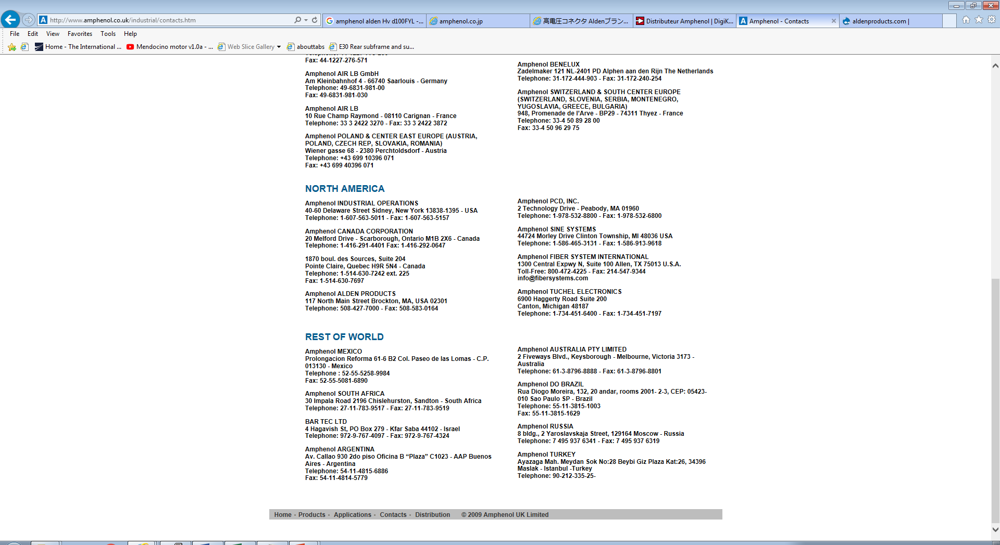 http://www.amphenol.co.uk/industrial/contacts.htm
amphenol alden Hv d100FYL -...
amphenol.co.jp
高電圧コネクタ Aldenブラン...
Distributeur Amphenol | DigiK...
Amphenol - Contacts
aldenproducts.com |
File Edit View Favorites Tools Help
Home - The International ...
Mendocino motor v1.0a - ...
Web Slice Gallery
abouttabs
E30 Rear subframe and su...
Fax: 44-1227-276-571
Amphenol AIR LB GmbH
Am Kleinbahnhof 4 - 66740 Saarlouis - Germany
Telephone: 49-6831-981-00
Fax: 49-6831-981-030
Amphenol AIR LB
10 Rue Champ Raymond - 08110 Carignan - France
Telephone: 33 3 2422 3270 - Fax: 33 3 2422 3872
Amphenol POLAND & CENTER EAST EUROPE (AUSTRIA,
POLAND, CZECH REP, SLOVAKIA, ROMANIA)
Wiener gasse 68 - 2380 Perchtoldsdorf - Austria
Telephone: +43 699 10396 071
Fax: +43 699 40396 071
Amphenol BENELUX
Zadelmaker 121 NL-2401 PD Alphen aan den Rijn The Netherlands
Telephone: 31-172-444-903 - Fax: 31-172-240-254
Amphenol SWITZERLAND & SOUTH CENTER EUROPE
(SWITZERLAND, SLOVENIA, SERBIA, MONTENEGRO,
YUGOSLAVIA, GREECE, BULGARIA)
948, Promenade de l'Arve - BP29 - 74311 Thyez - France
Telephone: 33-4 50 89 28 00
Fax: 33-4 50 96 29 75
NORTH AMERICA
Amphenol INDUSTRIAL OPERATIONS
40-60 Delaware Street Sidney, New York 13838-1395 - USA
Telephone: 1-607-563-5011 - Fax: 1-607-563-5157
Amphenol CANADA CORPORATION
20 Melford Drive - Scarborough, Ontario M1B 2X6 - Canada
Telephone: 1-416-291-4401 Fax: 1-416-292-0647
1870 boul. des Sources, Suite 204
Pointe Claire, Quebec H9R 5N4 - Canada
Telephone: 1-514-630-7242 ext. 225
Fax: 1-514-630-7697
Amphenol ALDEN PRODUCTS
117 North Main Street Brockton, MA, USA 02301
Telephone: 508-427-7000 - Fax: 508-583-0164
Amphenol PCD, INC.
2 Technology Drive - Peabody, MA 01960
Telephone: 1-978-532-8800 - Fax: 1-978-532-6800
Amphenol SINE SYSTEMS
44724 Morley Drive Clinton Township, MI 48036 USA
Telephone: 1-586-465-3131 - Fax: 1-586-913-9618
Amphenol FIBER SYSTEM INTERNATIONAL
1300 Central Expwy N, Suite 100 Allen, TX 75013 U.S.A.
Toll-Free: 800-472-4225 - Fax: 214-547-9344
info@fibersystems.com
Amphenol TUCHEL ELECTRONICS
6900 Haggerty Road Suite 200
Canton, Michigan 48187
Telephone: 1-734-451-6400 - Fax: 1-734-451-7197
REST OF WORLD
Amphenol MEXICO
Prolongacion Reforma 61-6 B2 Col. Paseo de las Lomas - C.P.
013130 - Mexico
Telephone : 52-55-5258-9984
Fax: 52-55-5081-6890
Amphenol SOUTH AFRICA
30 Impala Road 2196 Chislehurston, Sandton - South Africa
Telephone: 27-11-783-9517 - Fax: 27-11-783-9519
BAR TEC LTD
4 Hagavish St, PO Box 279 - Kfar Saba 44102 - Israel
Telephone: 972-9-767-4097 - Fax: 972-9-767-4324
Amphenol ARGENTINA
Av. Callao 930 2do piso Oficina B “Plaza” C1023 - AAP Buenos
Aires - Argentina
Telephone: 54-11-4815-6886
Fax: 54-11-4814-5779
Amphenol AUSTRALIA PTY LIMITED
2 Fiveways Blvd., Keysborough - Melbourne, Victoria 3173 -
Australia
Telephone: 61-3-8796-8888 - Fax: 61-3-8796-8801
Amphenol DO BRAZIL
Rua Diogo Moreira, 132, 20 andar, rooms 2001- 2-3, CEP: 05423-
010 Sao Paulo SP - Brazil
Telephone: 55-11-3815-1003
Fax: 55-11-3815-1629
Amphenol RUSSIA
8 bldg., 2 Yaroslavskaja Street, 129164 Moscow - Russia
Telephone: 7 495 937 6341 - Fax: 7 495 937 6319
Amphenol TURKEY
Ayazaga Mah. Meydan Sok No:28 Beybi Giz Plaza Kat:26, 34396
Maslak - Istanbul -Turkey
Telephone: 90-212-335-25-
Home • Products • Applications • Contacts • Distribution © 2009 Amphenol UK Limited